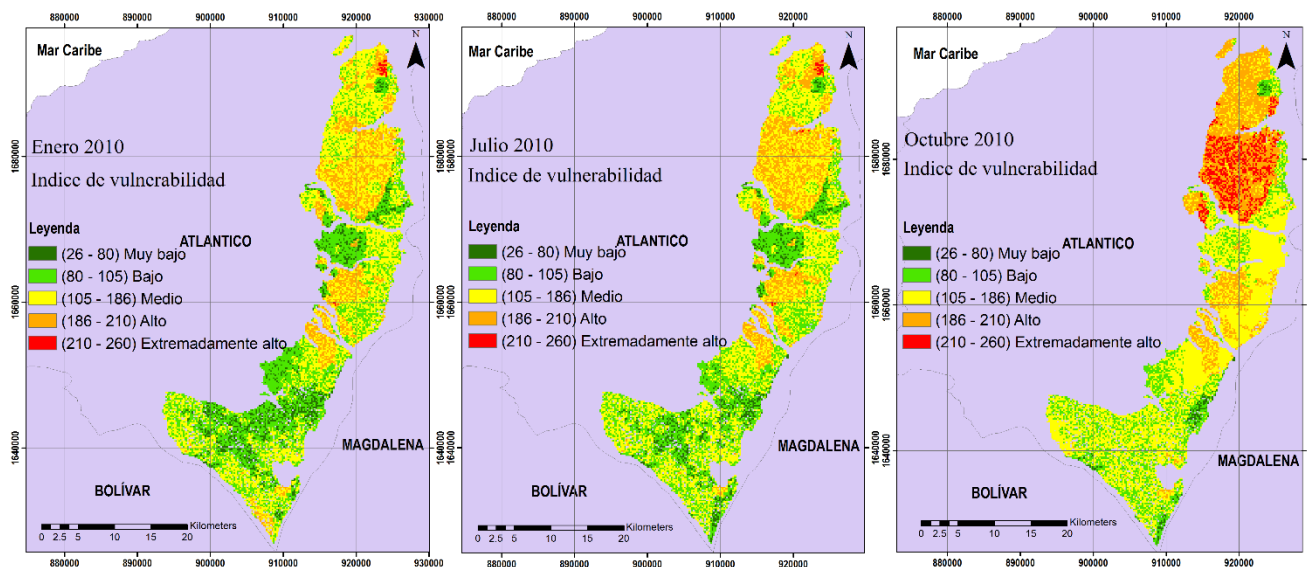 880000 890000 900000 910000 920000 930000
Mar Caribe
N
1680000
Enero 2010
Indice de vulnerabilidad
Leyenda
ATLANTICO
(26 - 80) Muy bajo
(80 - 105) Bajo
(105 - 186) Medio
(186 - 210) Alto
(210 - 260) Extremadamente alto
1660000
MAGDALENA
1640000
BOLÍVAR
Kilometers
0 2.5 5 10 15 20
880000 890000 900000 910000 920000 930000
880000 890000 900000 910000 920000
Mar Caribe
1680000
Julio 2010
Indice de vulnerabilidad
Leyenda
ATLANTICO
(26 - 80) Muy bajo
(80 - 105) Bajo
(105 - 186) Medio
(186 - 210) Alto
(210 - 260) Extremadamente alto
1660000
MAGDALENA
1640000
BOLÍVAR
Kilometers
0 2.5 5 10 15 20
880000 890000 900000 910000 920000
880000 890000 900000 910000 920000
Mar Caribe
N
1680000
Octubre 2010
Indice de vulnerabilidad
Leyenda
ATLANTICO
(26 - 80) Muy bajo
(80 - 105) Bajo
(105 - 186) Medio
(186 - 210) Alto
(210 - 260) Extremadamente alto
1660000
1640000
MAGDALENA
BOLÍVAR
Kilometers
0 2.5 5 10 15 20
880000 890000 900000 910000 920000